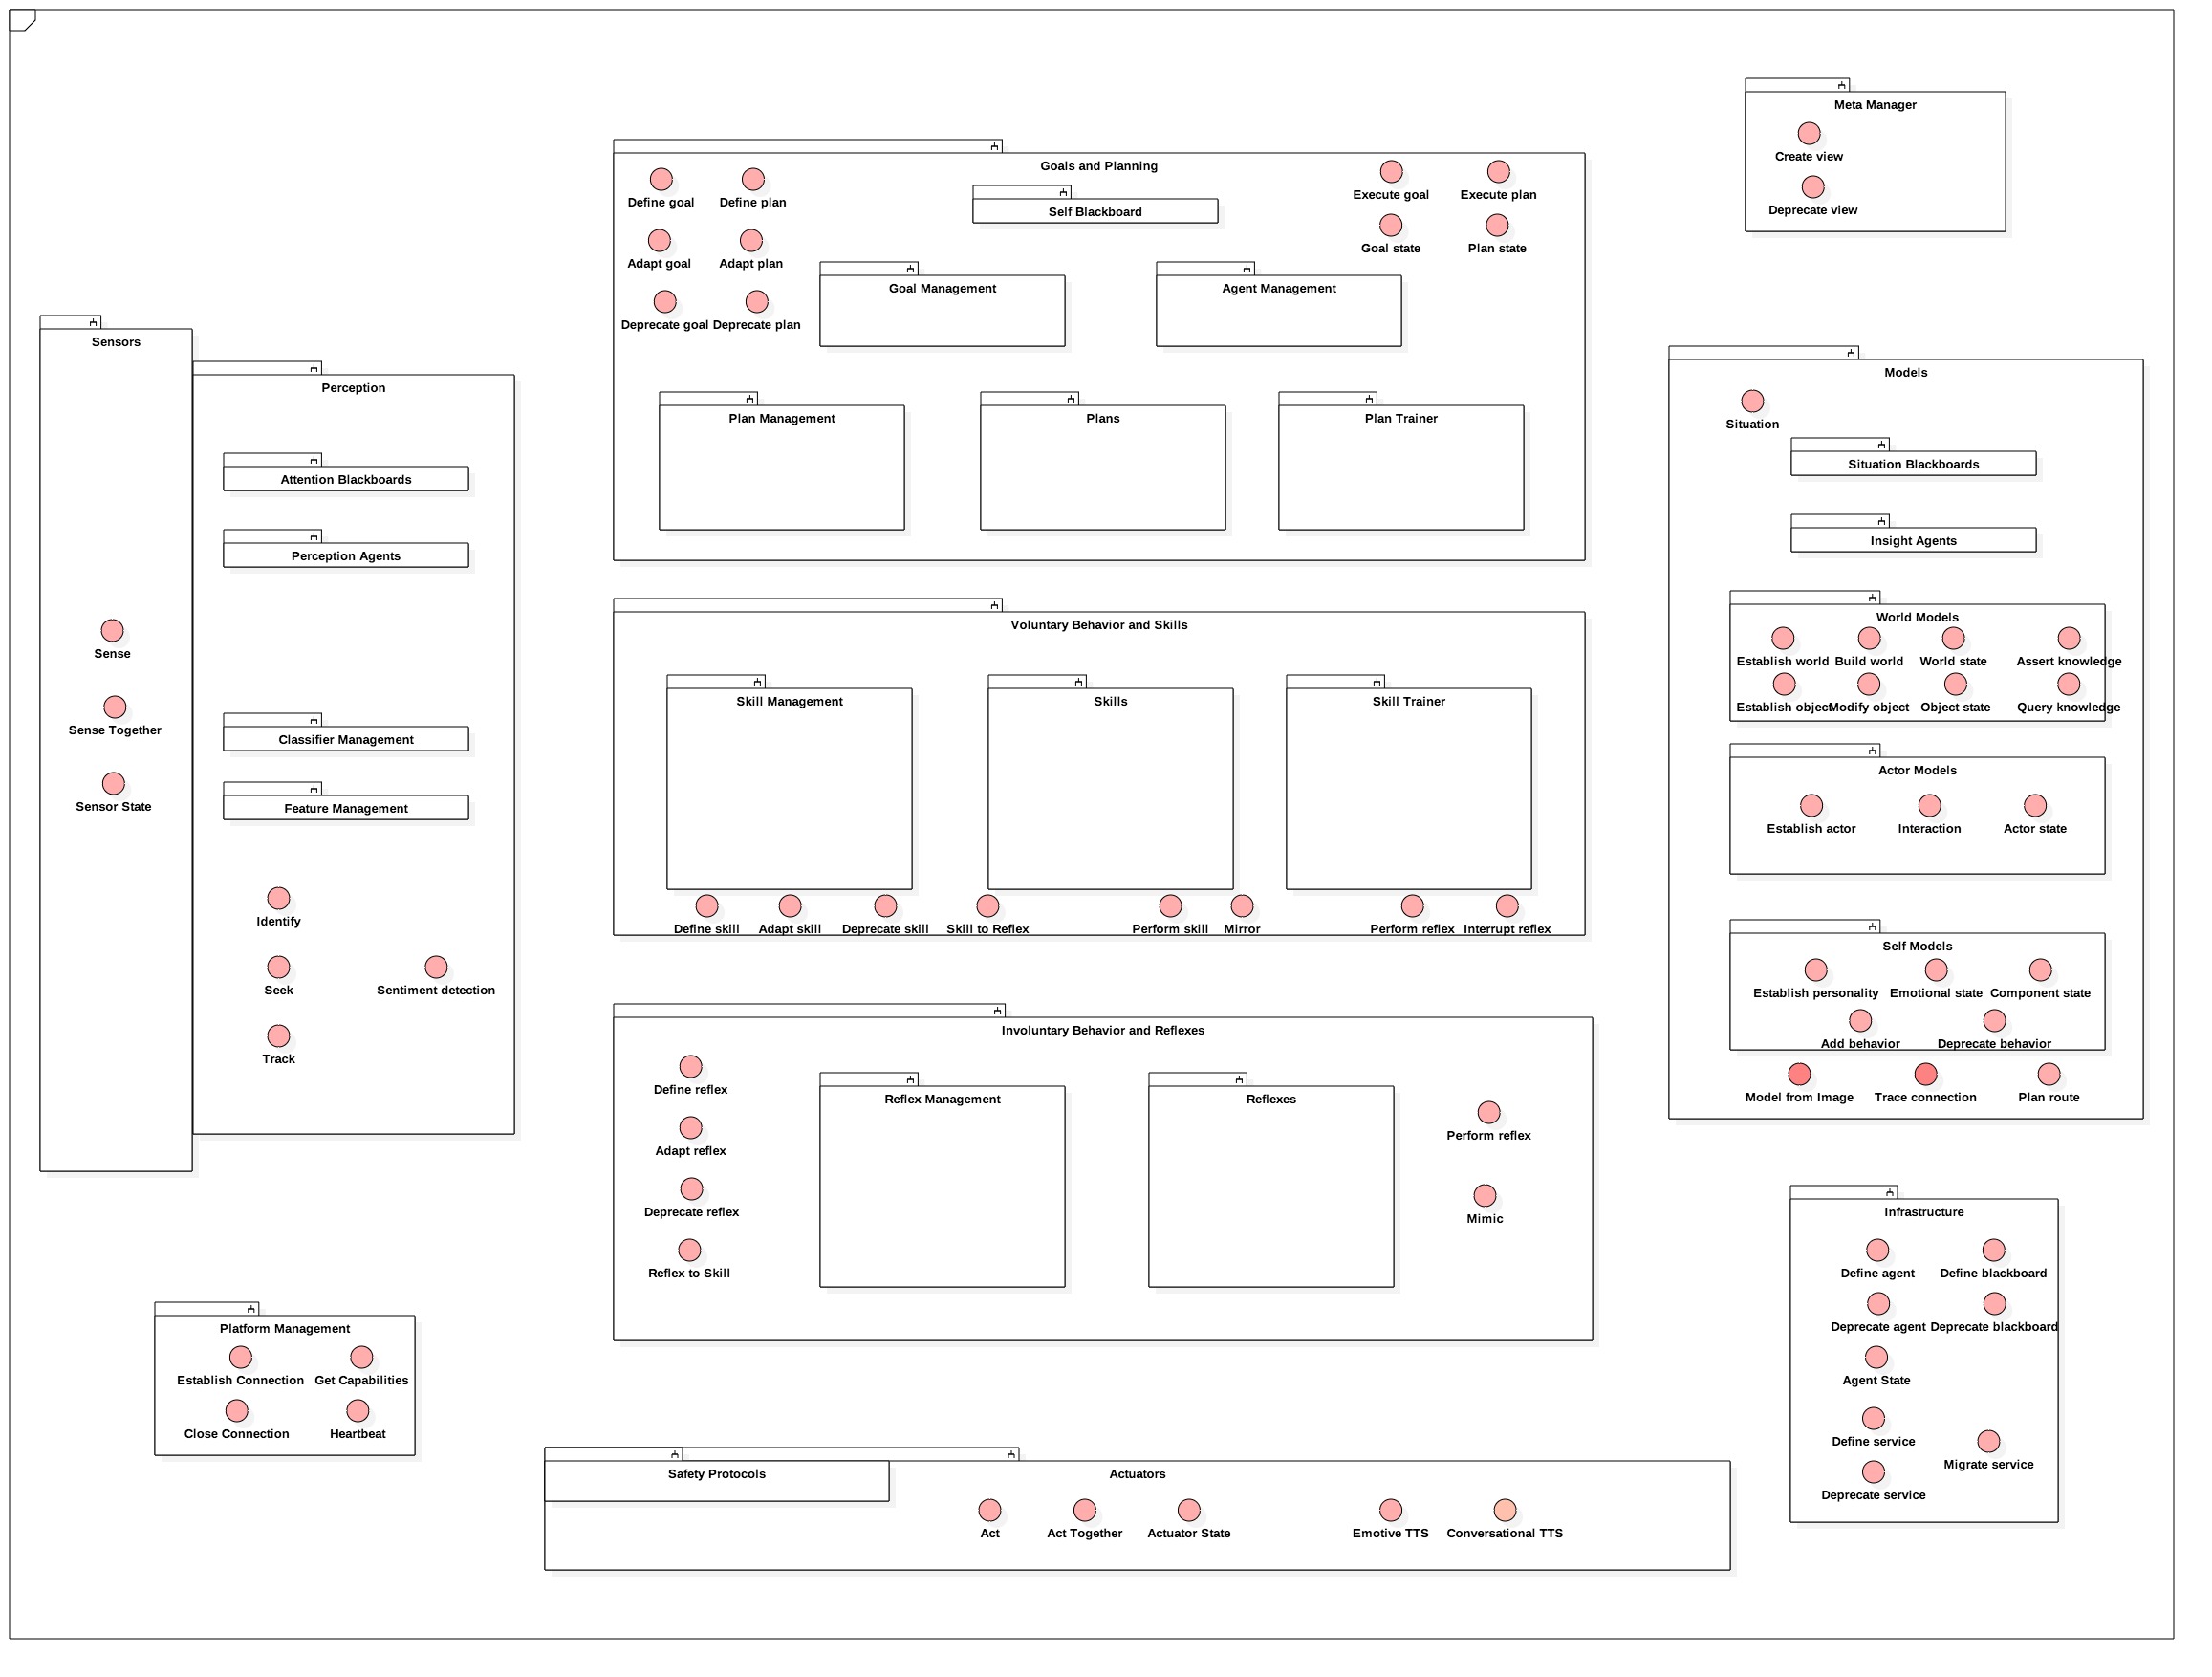 Meta Manager
Create view
Deprecate view
Goals and Planning
Define goal
Define plan
Self Blackboard
Execute goal
Execute plan
Adapt goal
Adapt plan
Goal state
Plan state
Deprecate goal
Deprecate plan
Goal Management
Agent Management
Plan Management
Plans
Plan Trainer
Sensors
Sense
Sense Together
Sensor State
Perception
Attention Blackboards
Perception Agents
Classifier Management
Feature Management
Identify
Seek
Sentiment detection
Track
Voluntary Behavior and Skills
Skill Management
Skills
Skill Trainer
Define skill
Adapt skill
Deprecate skill
Skill to Reflex
Perform skill
Mirror
Perform reflex
Interrupt reflex
Models
Situation
Situation Blackboards
Insight Agents
World Models
Establish world
Build world
World state
Assert knowledge
Establish object
Modify object
Object state
Query knowledge
Actor Models
Establish actor
Interaction
Actor state
Self Models
Establish personality
Emotional state
Component state
Add behavior
Deprecate behavior
Model from Image
Trace connection
Plan route
Involuntary Behavior and Reflexes
Define reflex
Adapt reflex
Deprecate reflex
Reflex to Skill
Reflex Management
Reflexes
Perform reflex
Mimic
Infrastructure
Define agent
Define blackboard
Deprecate agent
Deprecate blackboard
Agent State
Define service
Migrate service
Deprecate service
Platform Management
Establish Connection
Get Capabilities
Close Connection
Heartbeat
Safety Protocols
Actuators
Act
Act Together
Actuator State
Emotive TTS
Conversational TTS